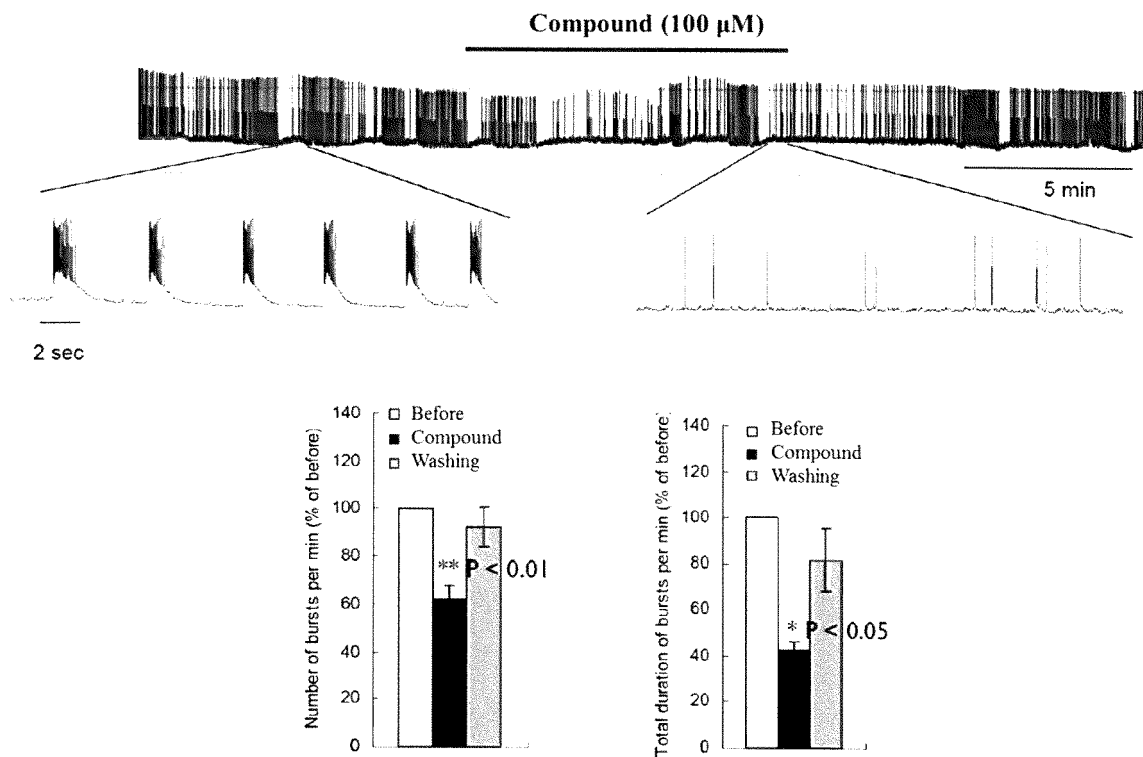 Compound (100 µM)
5 min
2 sec
Number of bursts per min (% of before)
140
120
100
80
60
40
20
0
Before
Compound
Washing
** P < 0.01
Total duration of bursts per min (% of before)
140
120
100
80
60
40
20
0
Before
Compound
Washing
* P < 0.05